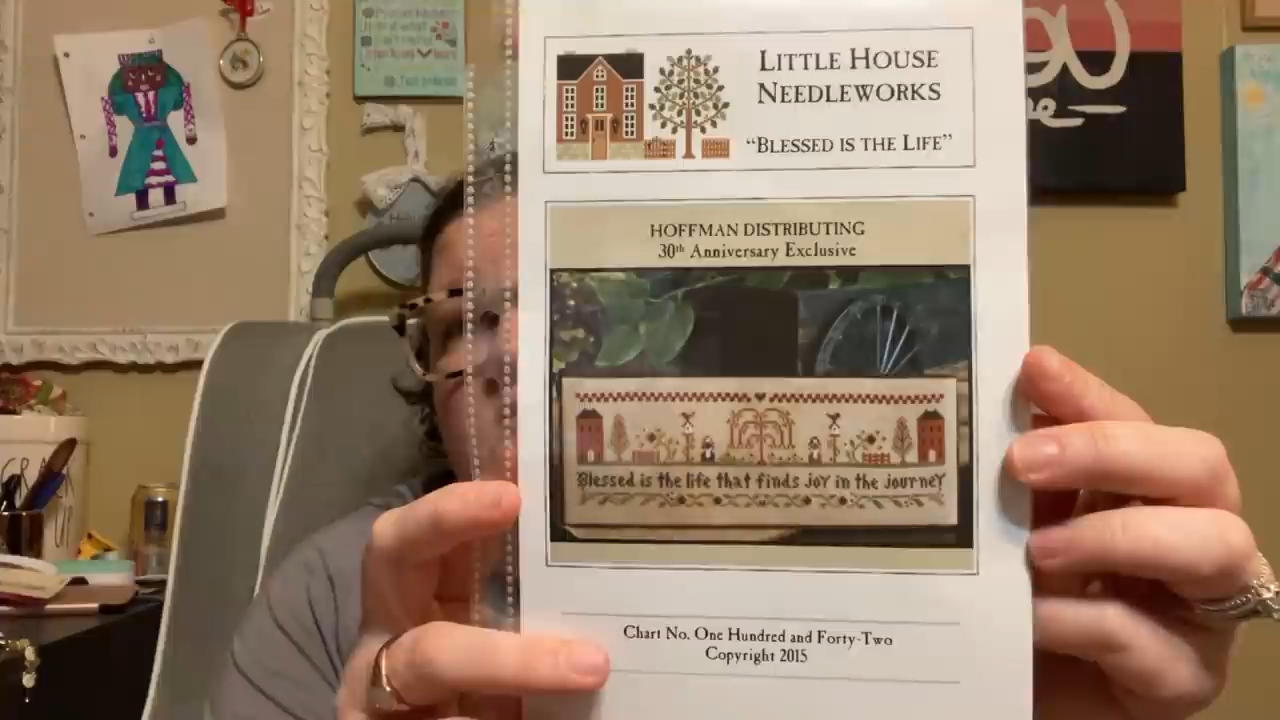 LITTLE HOUSE
NEEDLEWORKS
"BLESSED IS THE LIFE"
HOFFMAN DISTRIBUTING
30th Anniversary Exclusive
Blessed is the life that finds joy in the journey
Chart No. One Hundred and Forty-Two
Copyright 2015